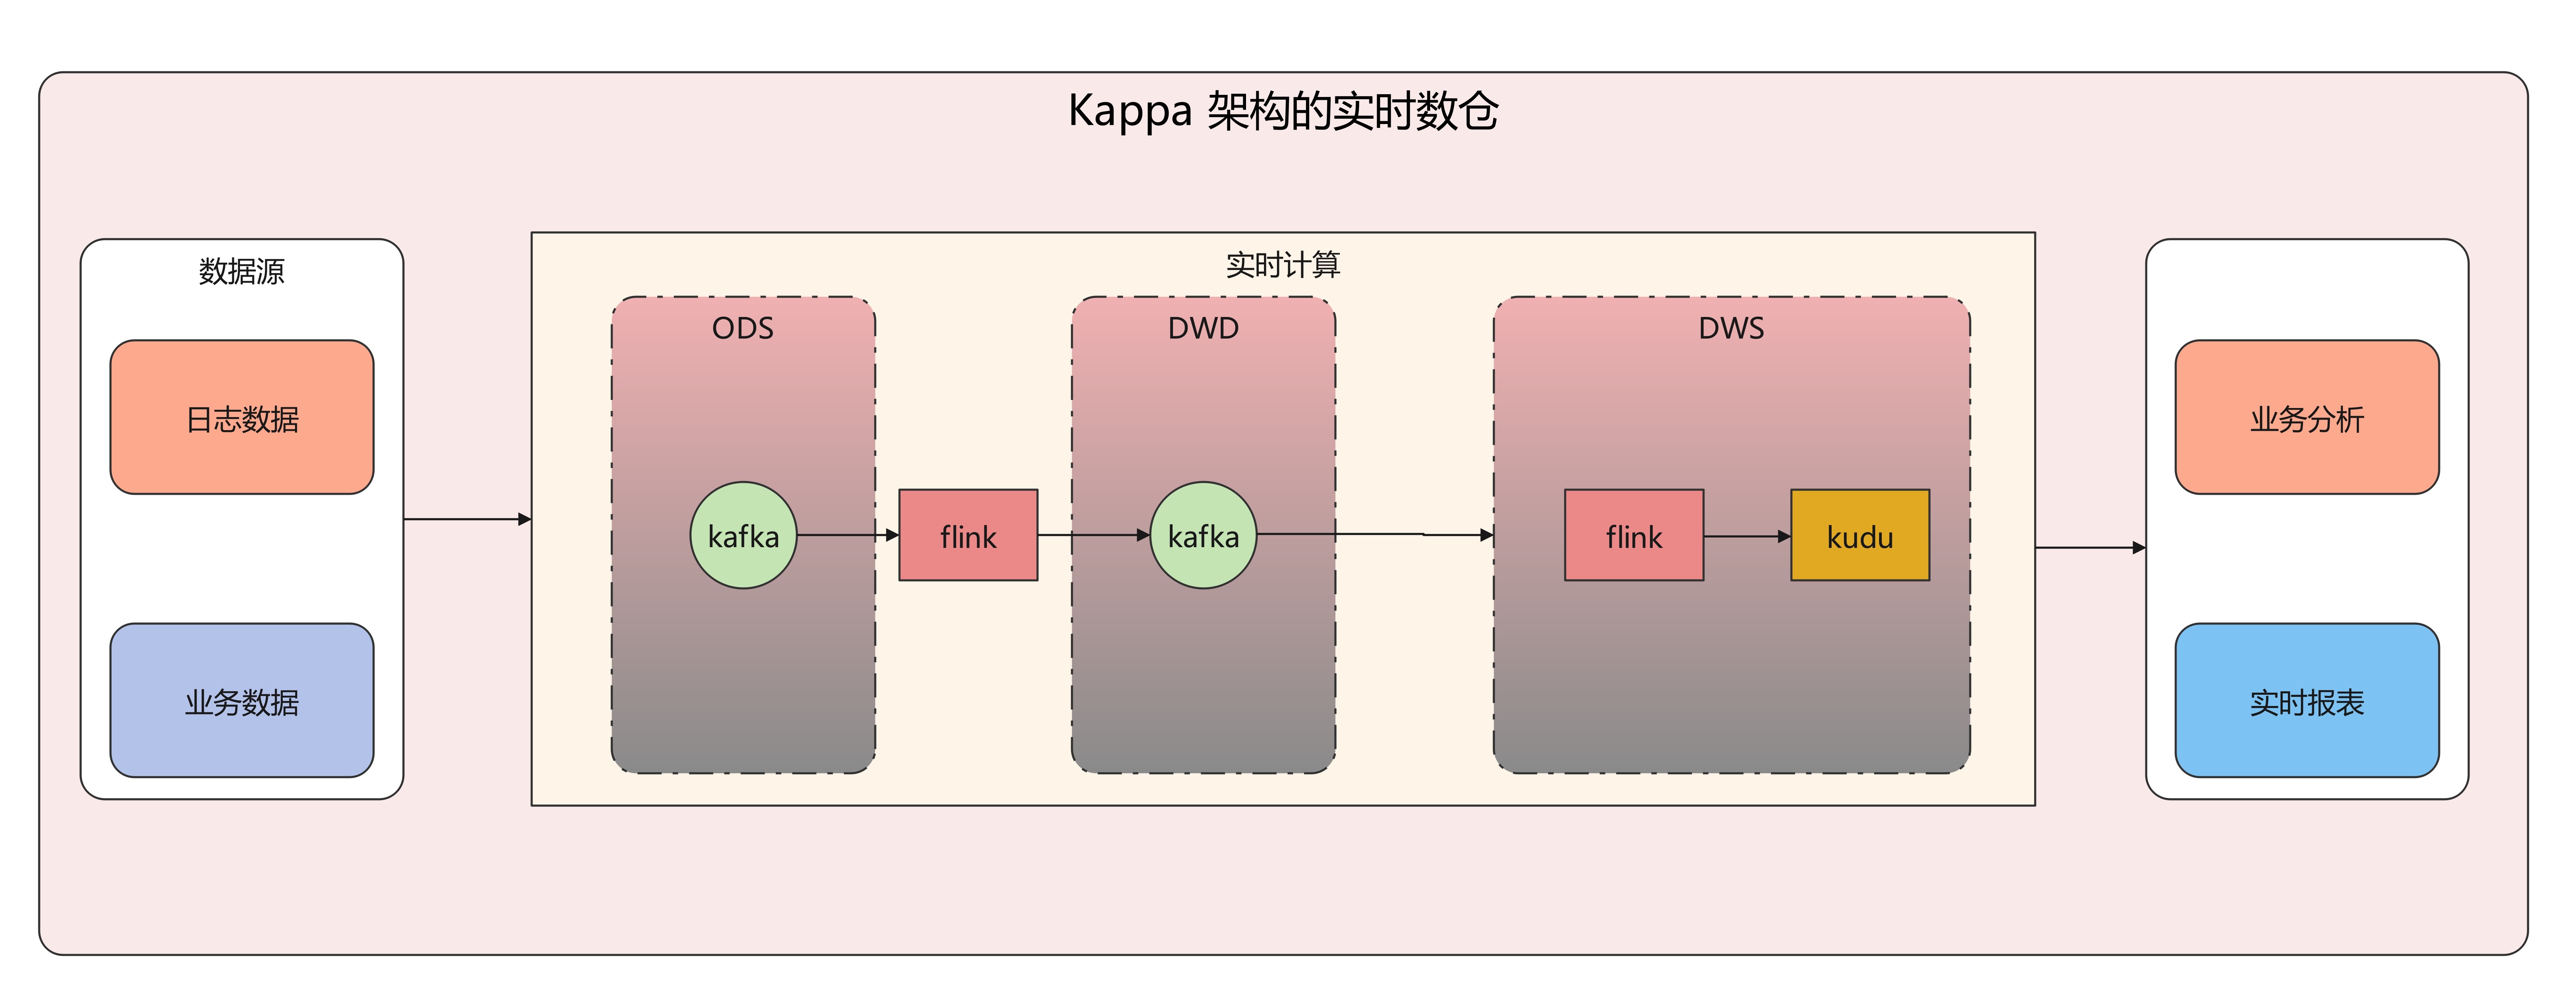 Kappa 架构的实时数仓
数据源
日志数据
业务数据
实时计算
ODS
kafka
flink
DWD
kafka
DWS
flink
kudu
业务分析
实时报表